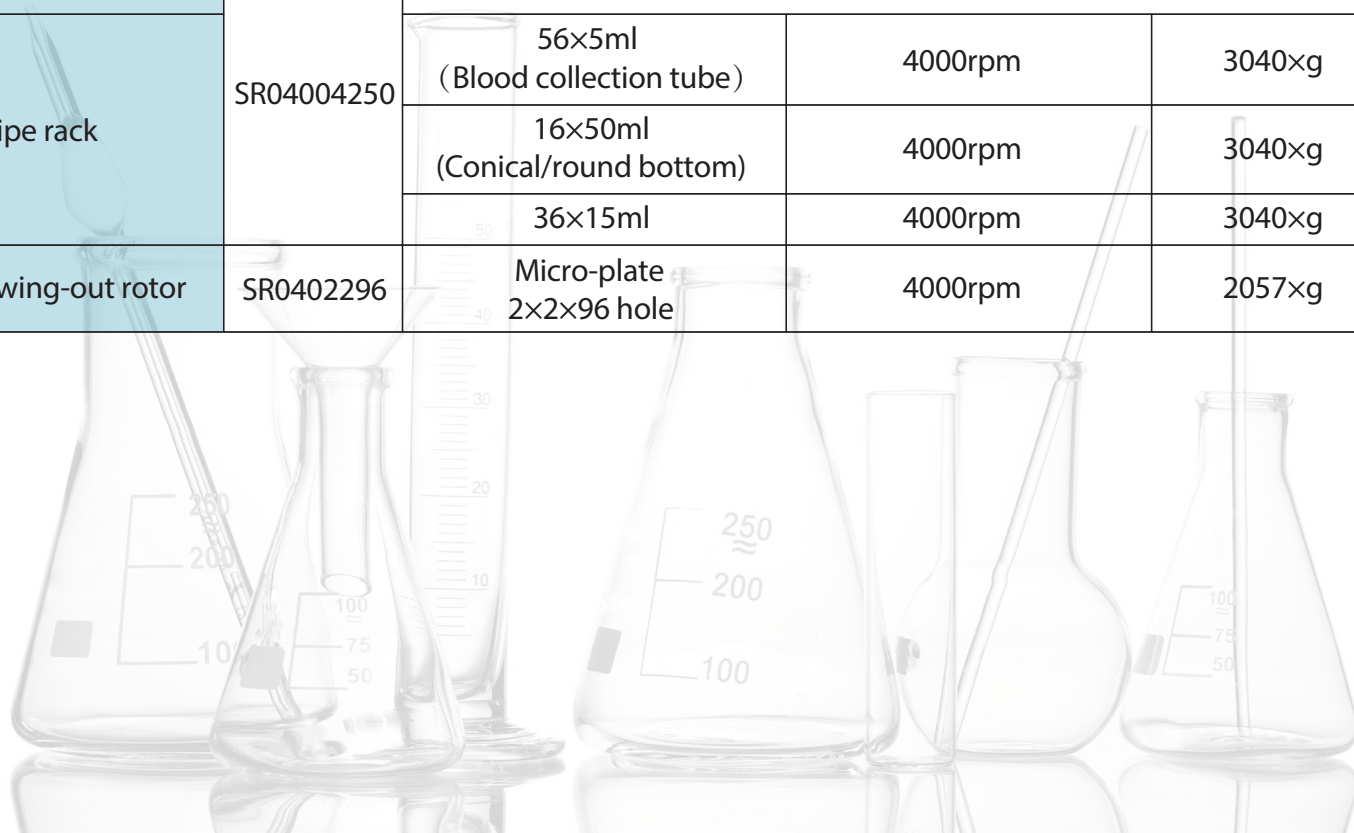 56×5ml
（Blood collection tube）
4000rpm
3040×g
SR04004250
ipe rack
16×50ml
(Conical/round bottom)
4000rpm
3040×g
36×15ml
4000rpm
3040×g
wing-out rotor
SR0402296
Micro-plate
2×2×96 hole
4000rpm
2057×g
50
40
30
20
10
250
200
100
100
75
50
250
200
100
100
75
50